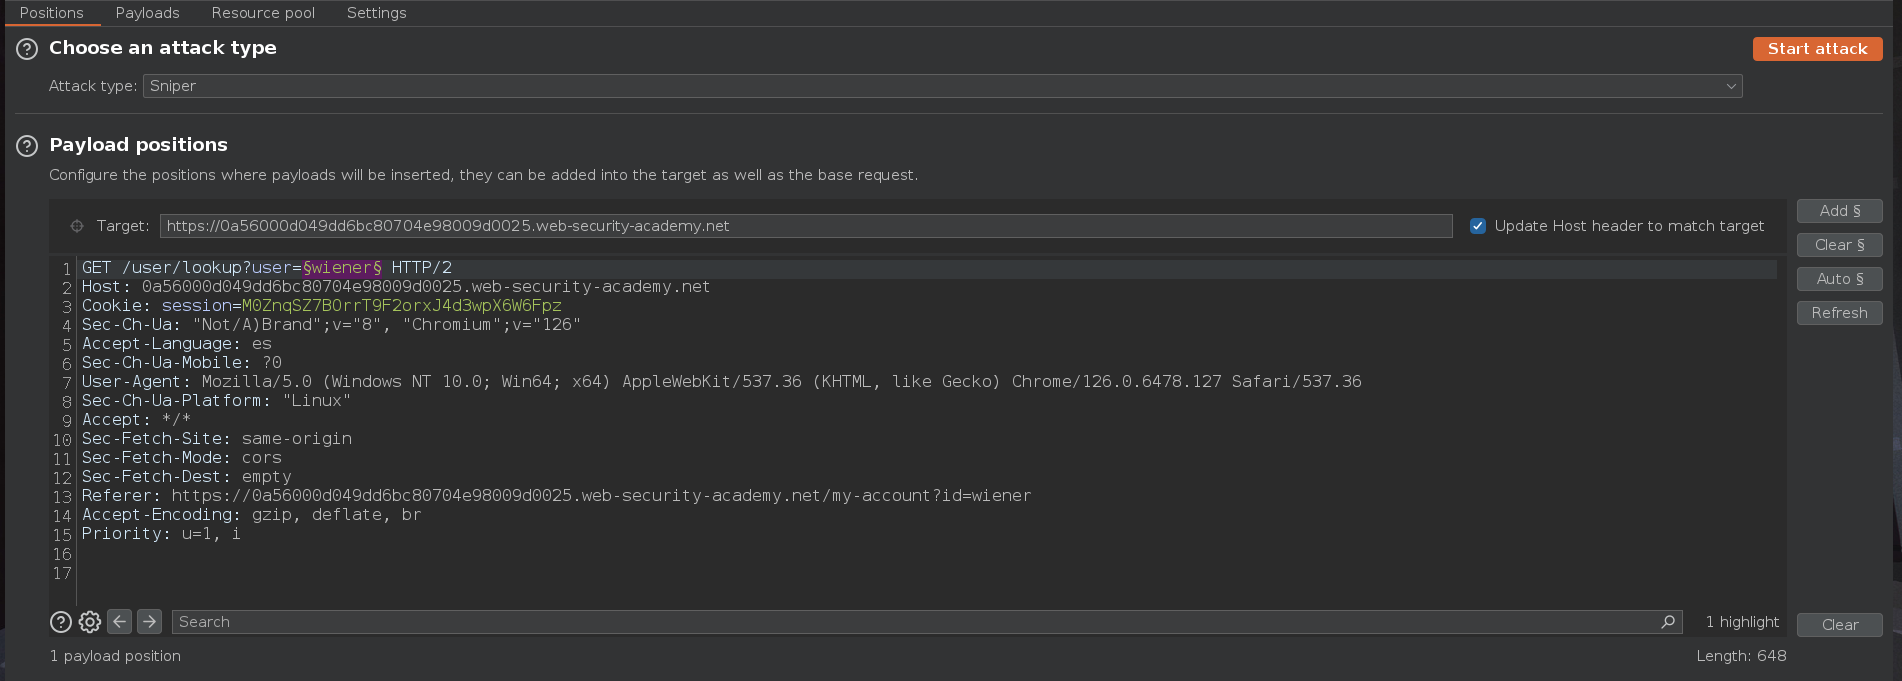 Positions Payloads Resource pool Settings
? Choose an attack type Start attack
Attack type: Sniper
? Payload positions
Configure the positions where payloads will be inserted, they can be added into the target as well as the base request.
Target: https://0a56000d049dd6bc80704e98009d0025.web-security-academy.net Update Host header to match target Add §
Clear §
Auto §
Refresh
1 GET /user/lookup?user=§wiener§ HTTP/2
2 Host: 0a56000d049dd6bc80704e98009d0025.web-security-academy.net
3 Cookie: session=M0ZnqSZ7BOrrT9F2orxJ4d3wpX6W6Fpz
4 Sec-Ch-Ua: "Not/A)Brand";v="8", "Chromium";v="126"
5 Accept-Language: es
6 Sec-Ch-Ua-Mobile: ?0
7 User-Agent: Mozilla/5.0 (Windows NT 10.0; Win64; x64) AppleWebKit/537.36 (KHTML, like Gecko) Chrome/126.0.6478.127 Safari/537.36
8 Sec-Ch-Ua-Platform: "Linux"
9 Accept: */*
10 Sec-Fetch-Site: same-origin
11 Sec-Fetch-Mode: cors
12 Sec-Fetch-Dest: empty
13 Referer: https://0a56000d049dd6bc80704e98009d0025.web-security-academy.net/my-account?id=wiener
14 Accept-Encoding: gzip, deflate, br
15 Priority: u=1, i
16
17
? Search 1 highlight Clear
1 payload position Length: 648